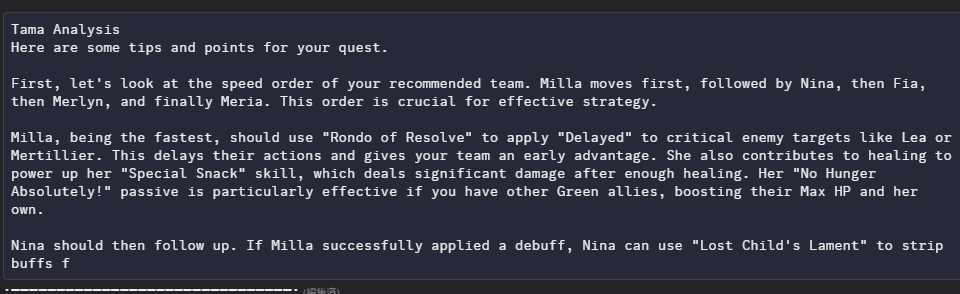 Tama Analysis
Here are some tips and points for your quest.
First, let's look at the speed order of your recommended team. Milla moves first, followed by Nina, then Fia,
then Merlyn, and finally Meria. This order is crucial for effective strategy.
Milla, being the fastest, should use "Rondo of Resolve" to apply "Delayed" to critical enemy targets like Lea or
Mertillier. This delays their actions and gives your team an early advantage. She also contributes to healing to
power up her "Special Snack" skill, which deals significant damage after enough healing. Her "No Hunger
Absolutely!" passive is particularly effective if you have other Green allies, boosting their Max HP and her
own.
Nina should then follow up. If Milla successfully applied a debuff, Nina can use "Lost Child's Lament" to strip
buffs f
(編集済)